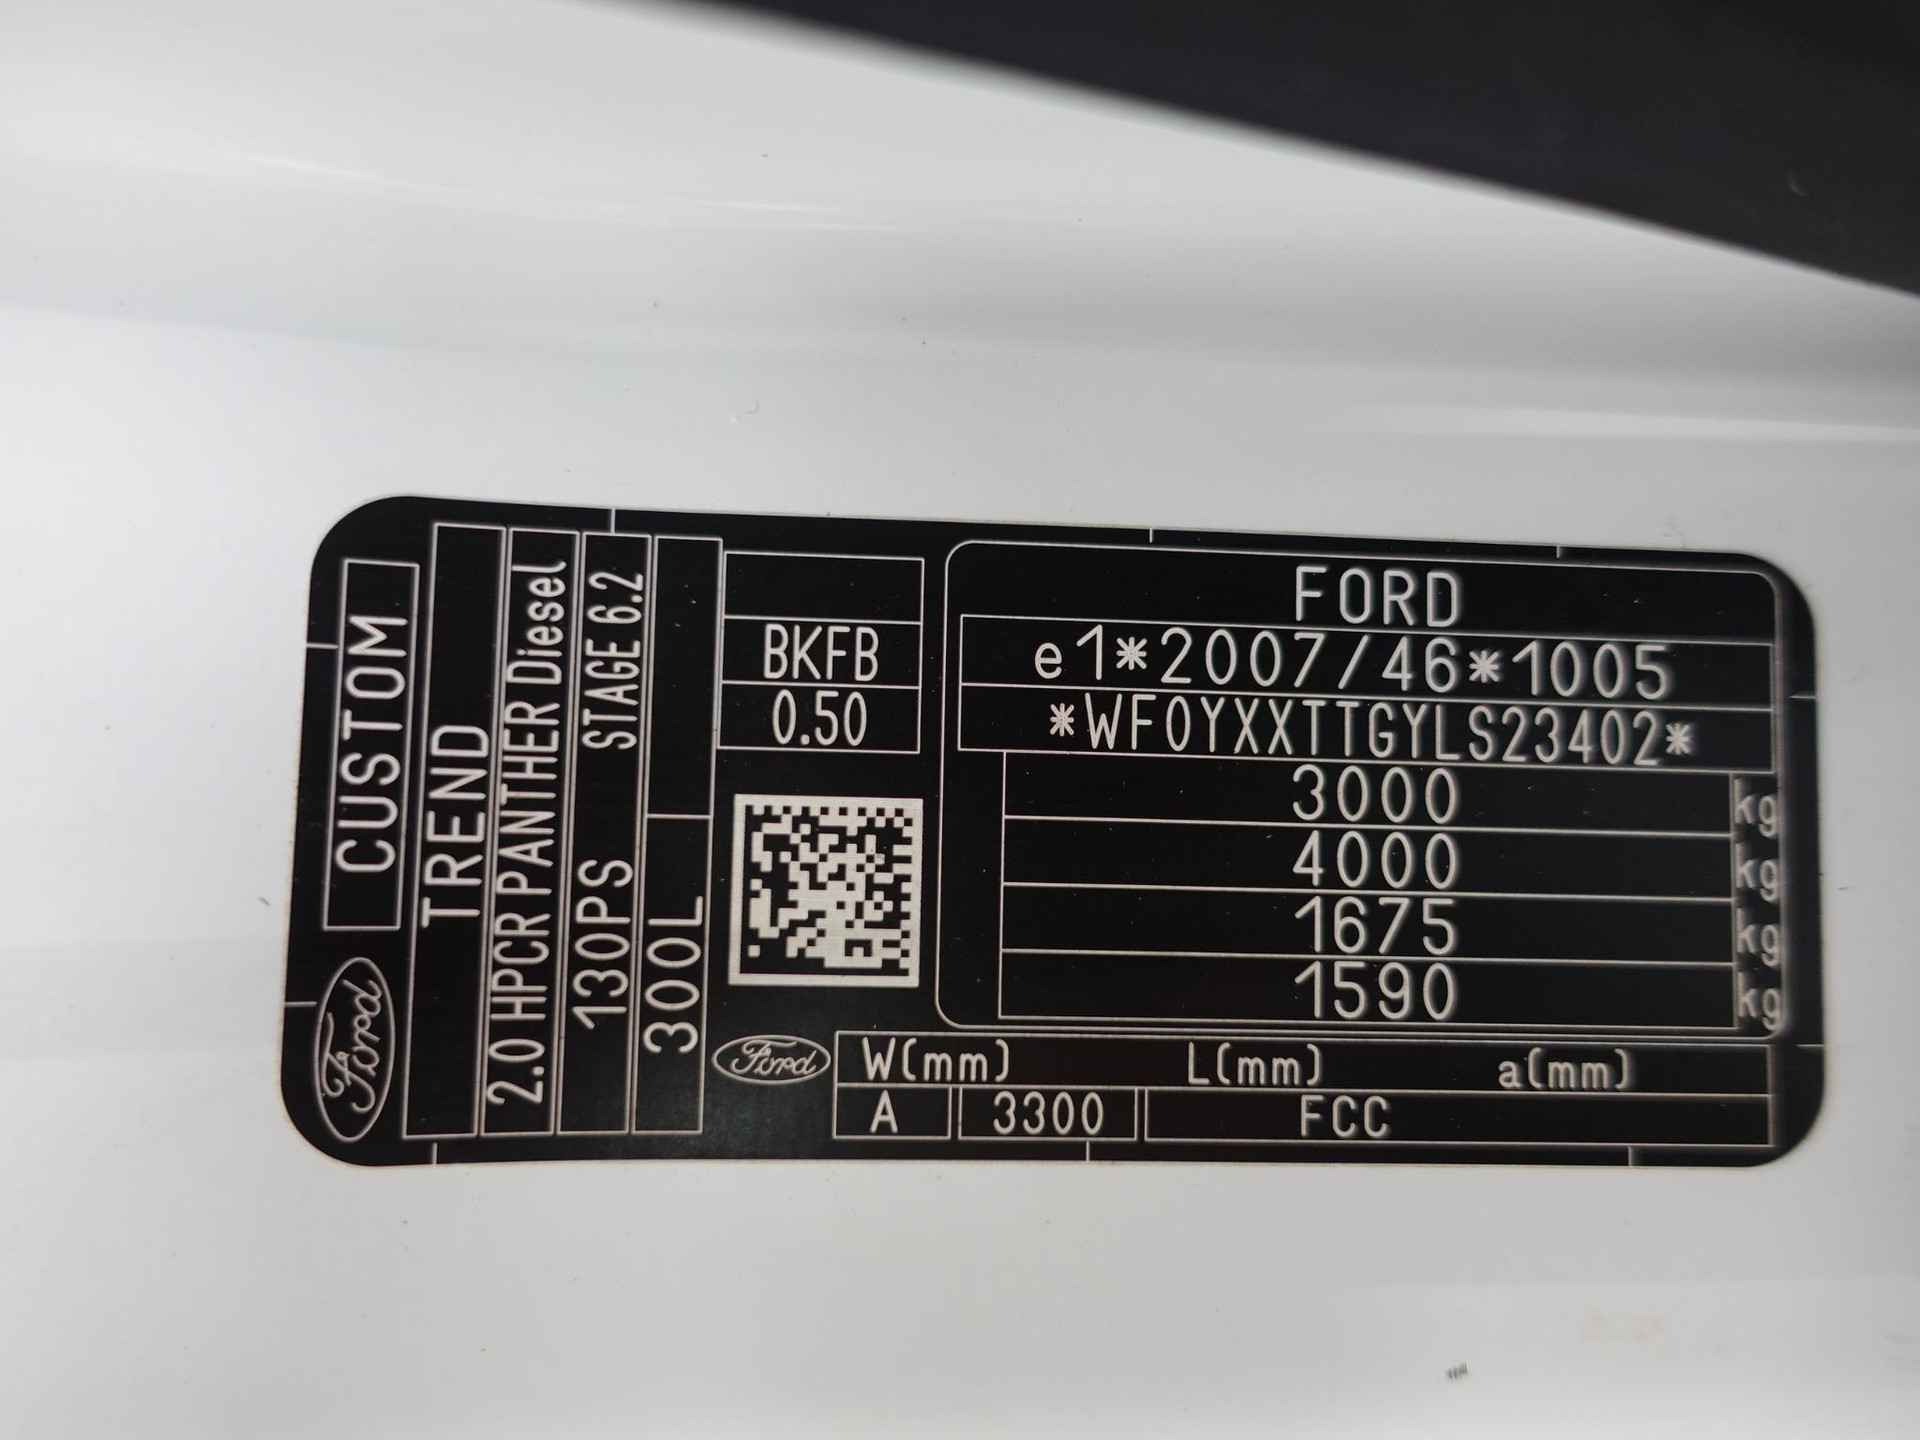 Ford
CUSTOM
TREND
2.0 HPCR PANTHER Diesel
130PS STAGE 6.2
300L
BKFB
0.50
Ford
FORD
e1*2007/46*1005
*WF0YXXTTGYLS23402*
3000 kg
4000 kg
1675 kg
1590 kg
W(mm) L(mm) a(mm)
A 3300 FCC